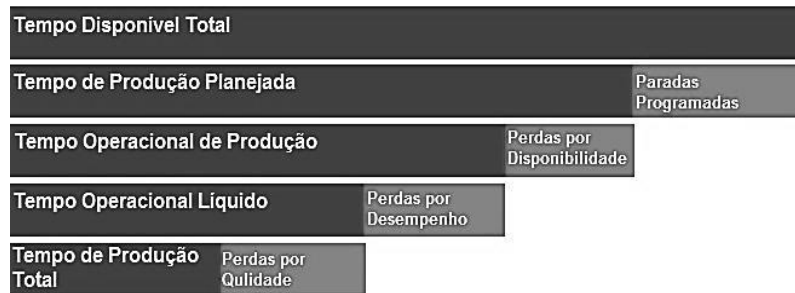 Tempo Disponível Total
Tempo de Produção Planejada
Paradas
Programadas
Tempo Operacional de Produção
Perdas por
Disponibilidade
Tempo Operacional Líquido
Perdas por
Desempenho
Tempo de Produção
Total
Perdas por
Qulidade